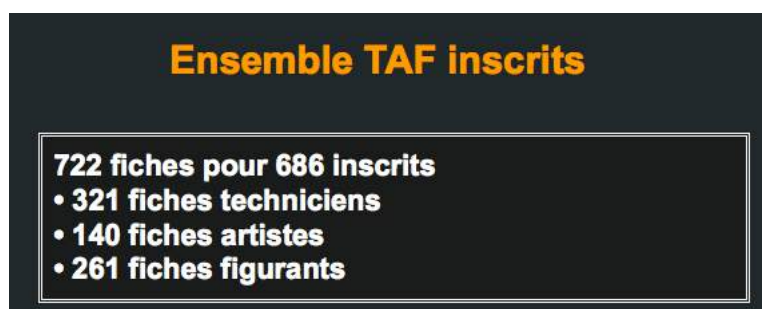 Ensemble TAF inscrits
722 fiches pour 686 inscrits
• 321 fiches techniciens
• 140 fiches artistes
• 261 fiches figurants